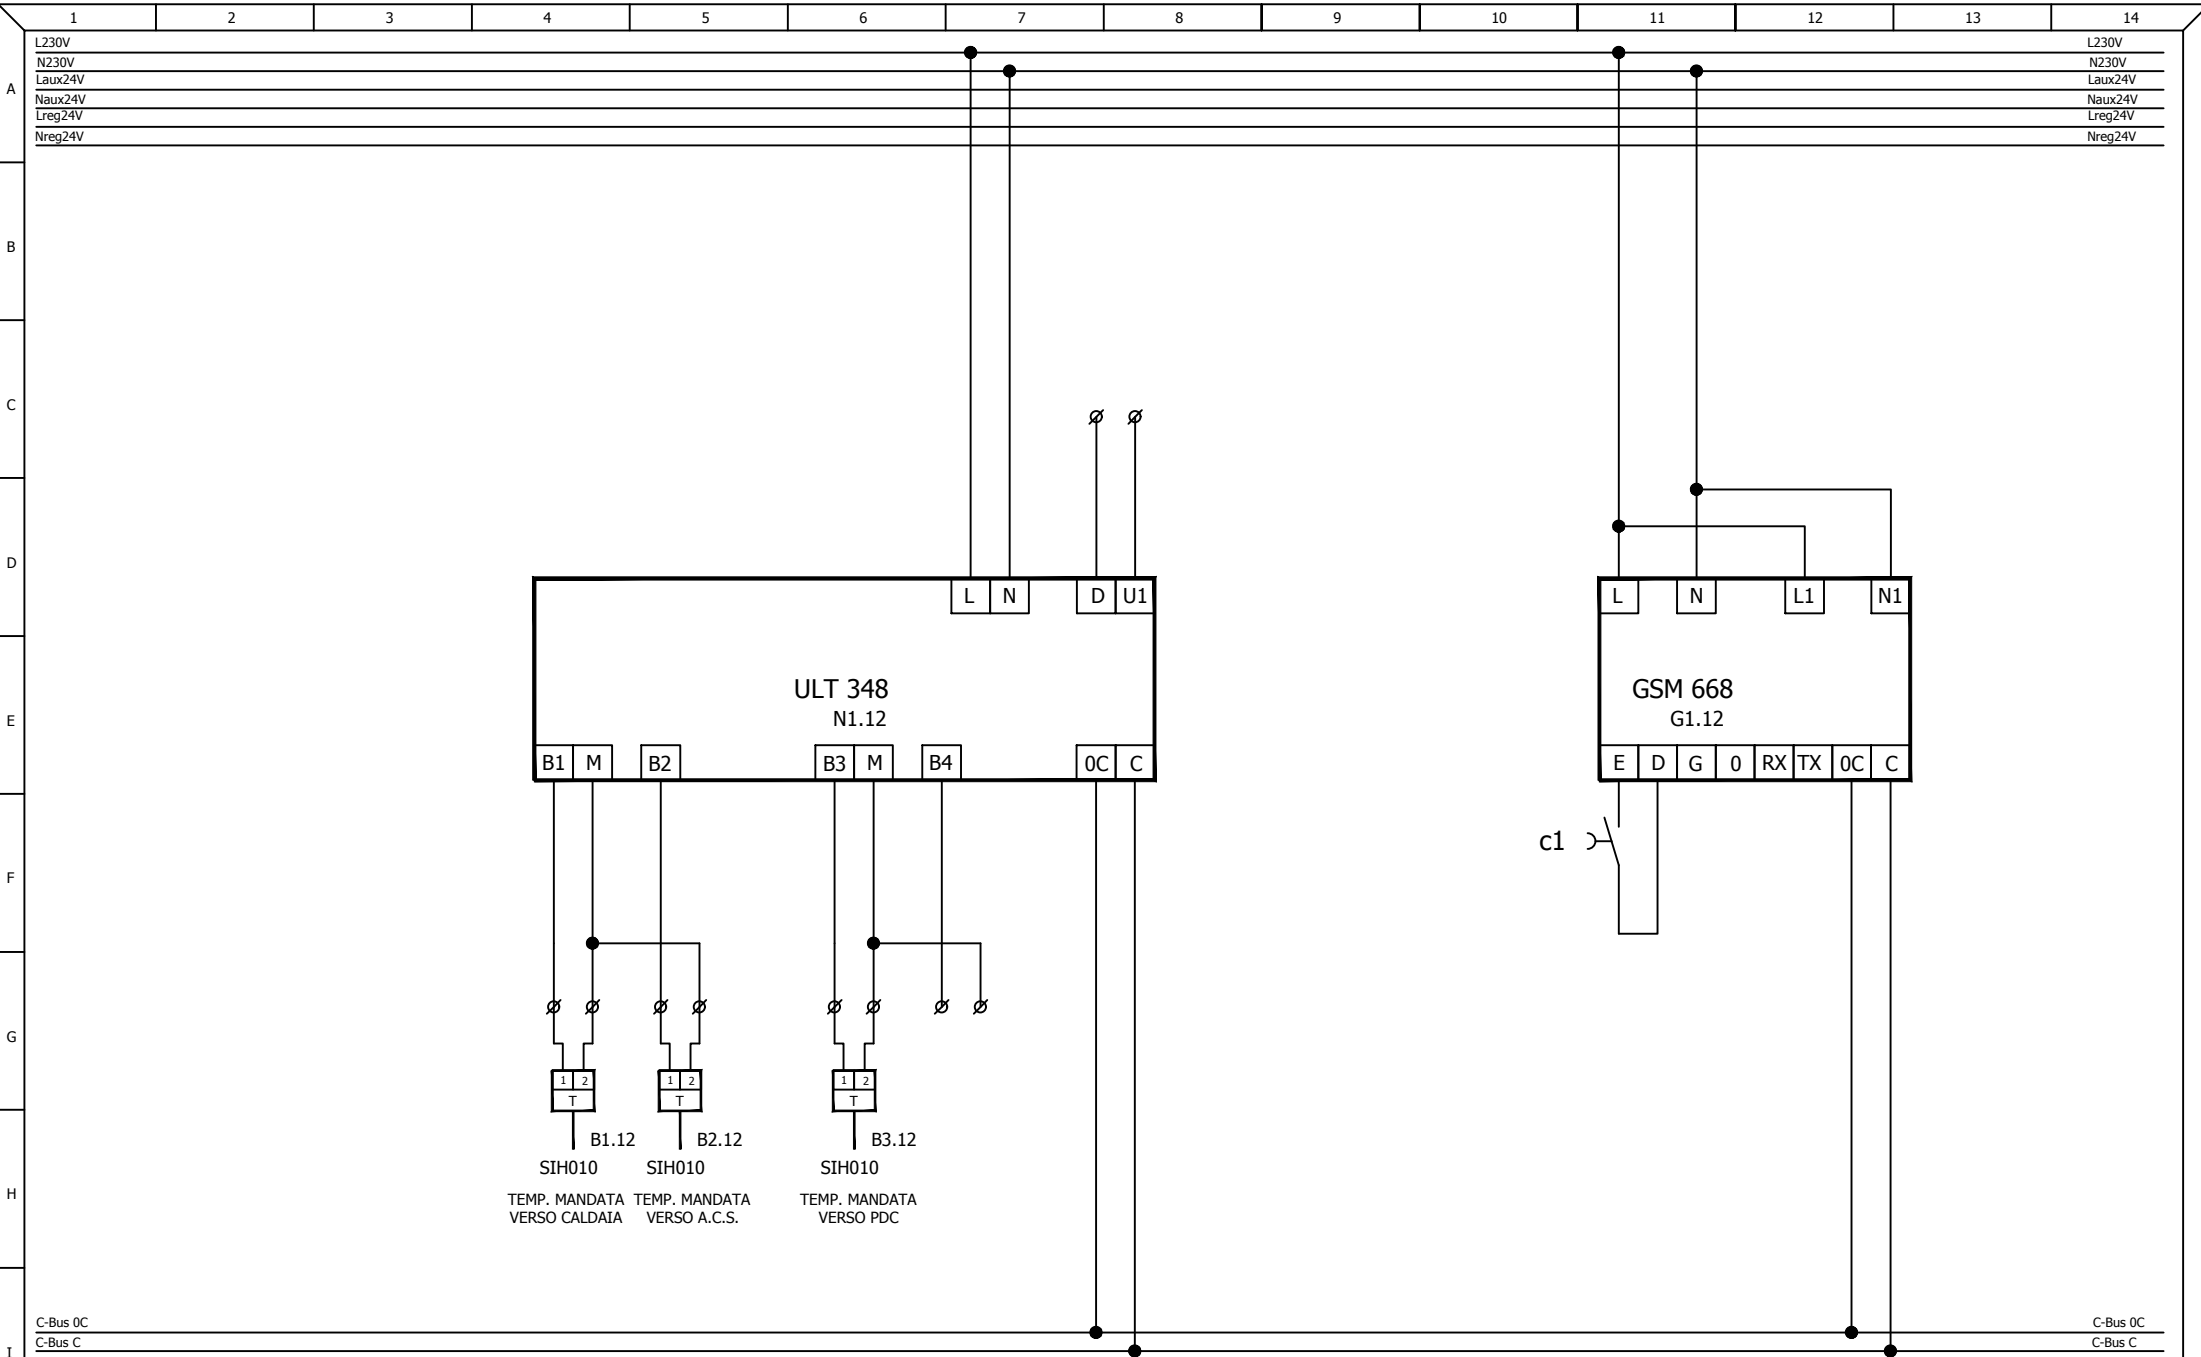 1 2 3 4 5 6 7 8 9 10 11 12 13 14
L230V L230V
A
N230V N230V
Laux24V Laux24V
Naux24V Naux24V
Lreg24V Lreg24V
Nreg24V Nreg24V
B
C
D
L N D U1 L N L1 N1
ULT 348 GSM 668
N1.12 G1.12
E
B1 M B2 B3 M B4 0C C E D G 0 RX TX 0C C
c1
F
G
1 2 1 2 1 2
T T T
B1.12 B2.12 B3.12
SIH010 SIH010 SIH010
H
TEMP. MANDATA TEMP. MANDATA TEMP. MANDATA
VERSO CALDAIA VERSO A.C.S. VERSO PDC
C-Bus 0C C-Bus 0C
C-Bus C C-Bus C
I